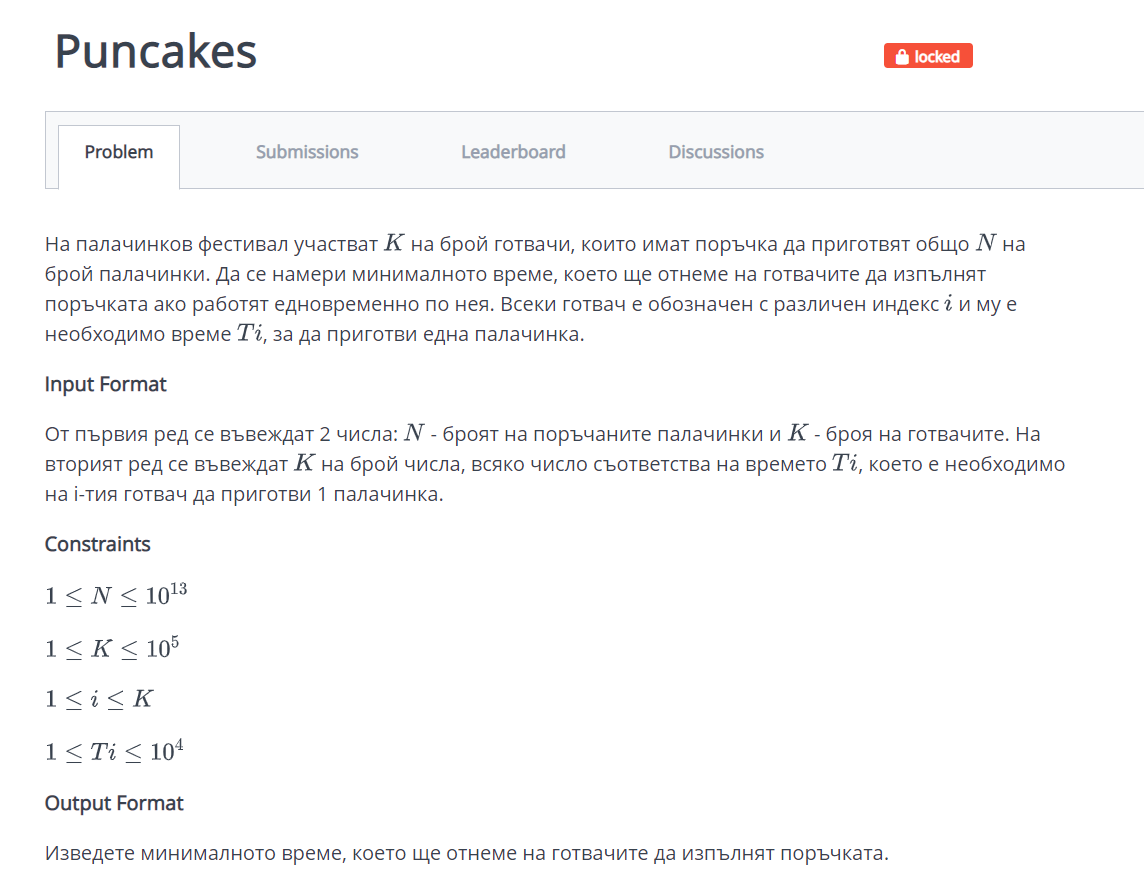 Puncakes
locked
Problem Submissions Leaderboard Discussions
На палачинков фестивал участват K на брой готвачи, които имат поръчка да приготвят общо N на
брой палачинки. Да се намери минималното време, което ще отнеме на готвачите да изпълнят
поръчката ако работят едновременно по нея. Всеки готвач е обозначен с различен индекс i и му е
необходимо време Ti, за да приготви една палачинка.
Input Format
От първия ред се въвеждат 2 числа: N - броят на поръчаните палачинки и K - броя на готвачите. На
вторият ред се въвеждат K на брой числа, всяко число съответства на времето Ti, което е необходимо
на i-тия готвач да приготви 1 палачинка.
Constraints
1 ≤ N ≤ 10^13
1 ≤ K ≤ 10^5
1 ≤ i ≤ K
1 ≤ Ti ≤ 10^4
Output Format
Изведете минималното време, което ще отнеме на готвачите да изпълнят поръчката.